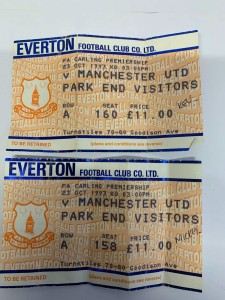 EVERTON
FOOTBALL CLUB CO. LTD.
FA CARLING PREMIERSHIP
23 OCT 1993 KO 03:00PM
V MANCHESTER UTD
PARK END VISITORS
ROW SEAT PRICE
A 160 £11.00
Turnstiles 79-80 Goodison Ave
TO BE RETAINED
EVERTON
FOOTBALL CLUB CO. LTD.
FA CARLING PREMIERSHIP
23 OCT 1993 KO 03:00PM
V MANCHESTER UTD
PARK END VISITORS
ROW SEAT PRICE
A 158 £11.00
Mickey
Turnstiles 79-80 Goodison Ave
TO BE RETAINED